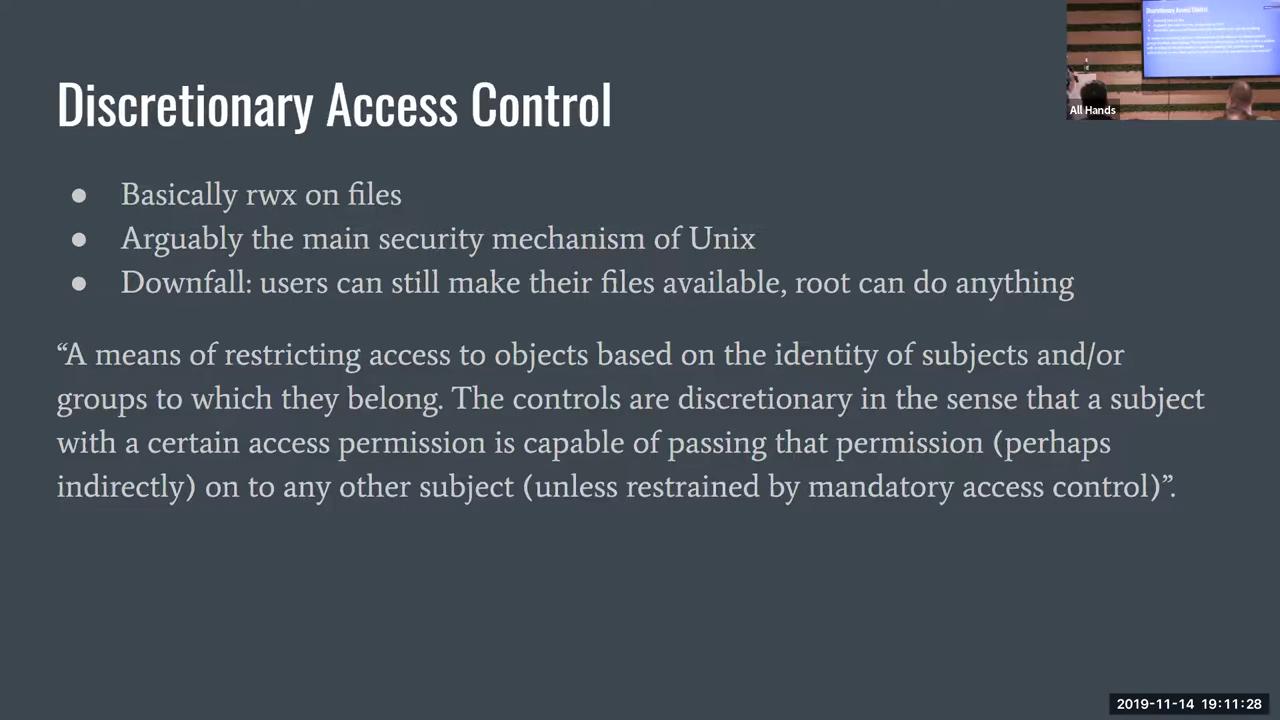 Discretionary Access Control
● Basically rwx on files
● Arguably the main security mechanism of Unix
● Downfall: users can still make their files available, root can do anything
“A means of restricting access to objects based on the identity of subjects and/or
groups to which they belong. The controls are discretionary in the sense that a subject
with a certain access permission is capable of passing that permission (perhaps
indirectly) on to any other subject (unless restrained by mandatory access control)”.
Discretionary Access Control
All Hands
2019-11-14 19:11:28